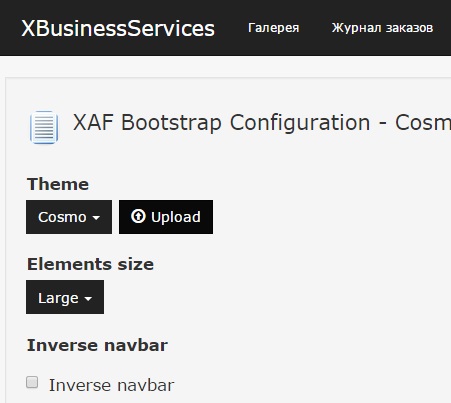 XBusinessServices Галерея Журнал заказов
XAF Bootstrap Configuration - Cosm
Theme
Cosmo Upload
Elements size
Large
Inverse navbar
Inverse navbar